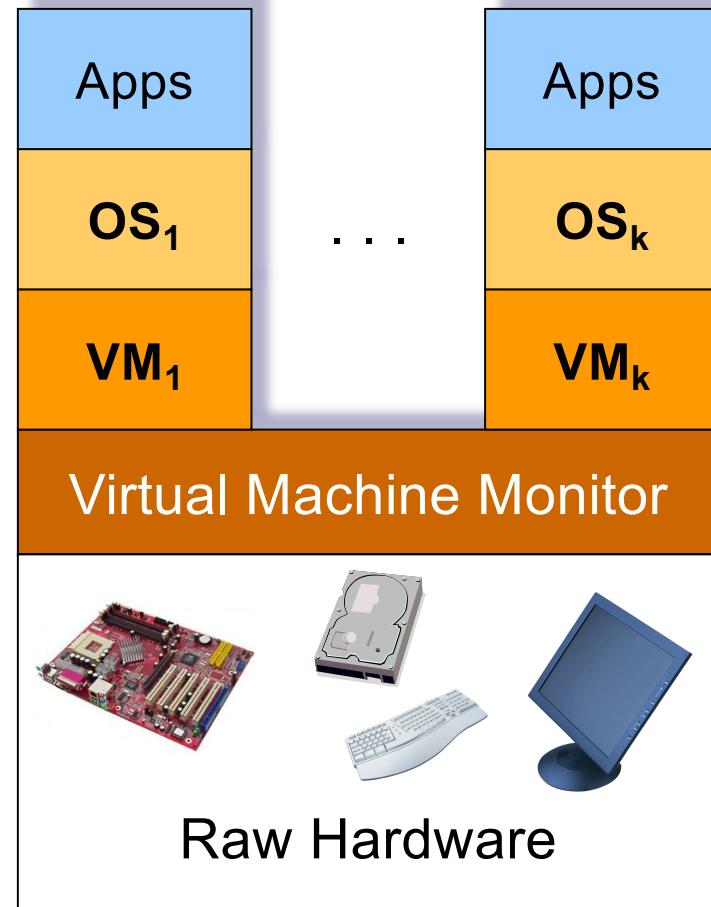 Apps Apps
OS₁ . . . OSₖ
VM₁ VMₖ
Virtual Machine Monitor
Raw Hardware